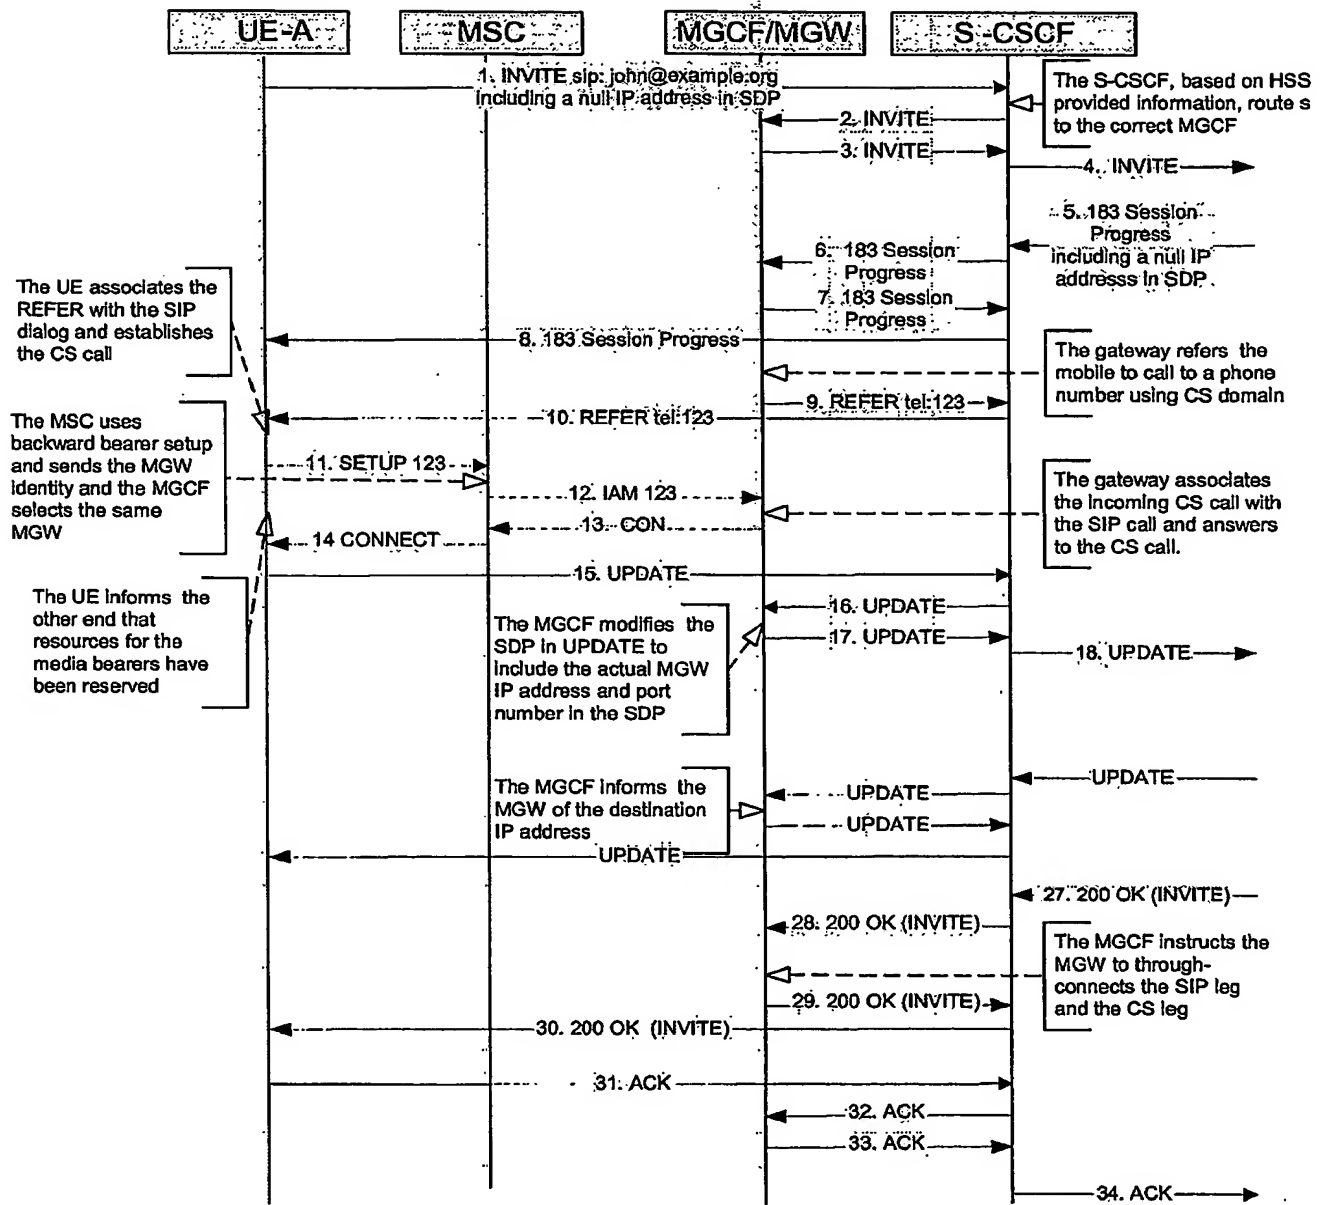 UE-A
MSC
MGCF/MGW
S-CSCF
1. INVITE sip: john@example.org
including a null IP address in SDP
The S-CSCF, based on HSS
provided information, route s
to the correct MGCF
2. INVITE
3. INVITE
4. INVITE
5. 183 Session
Progress
including a null IP
addresss in SDP.
6. 183 Session
Progress
7. 183 Session
Progress
8. 183 Session Progress
The UE associates the
REFER with the SIP
dialog and establishes
the CS call
The gateway refers the
mobile to call to a phone
number using CS domain
9. REFER tel:123
10. REFER tel:123
The MSC uses
backward bearer setup
and sends the MGW
identity and the MGCF
selects the same
MGW
11. SETUP 123
12. IAM 123
13. CON
14 CONNECT
The gateway associates
the incoming CS call with
the SIP call and answers
to the CS call.
15. UPDATE
The UE informs the
other end that
resources for the
media bearers have
been reserved
16. UPDATE
17. UPDATE
18. UPDATE
The MGCF modifies the
SDP in UPDATE to
include the actual MGW
IP address and port
number in the SDP
UPDATE
UPDATE
The MGCF informs the
MGW of the destination
IP address
UPDATE
UPDATE
27. 200 OK (INVITE)
28. 200 OK (INVITE)
The MGCF instructs the
MGW to through-
connects the SIP leg
and the CS leg
29. 200 OK (INVITE)
30. 200 OK (INVITE)
31. ACK
32. ACK
33. ACK
34. ACK